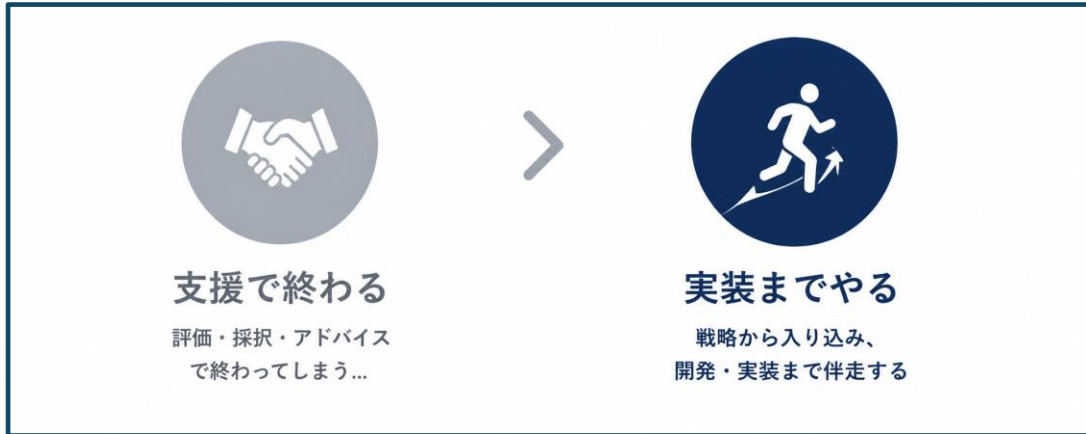 支援で終わる
評価・採択・アドバイス
で終わってしまう...
実装までやる
戦略から入り込み、
開発・実装まで伴走する